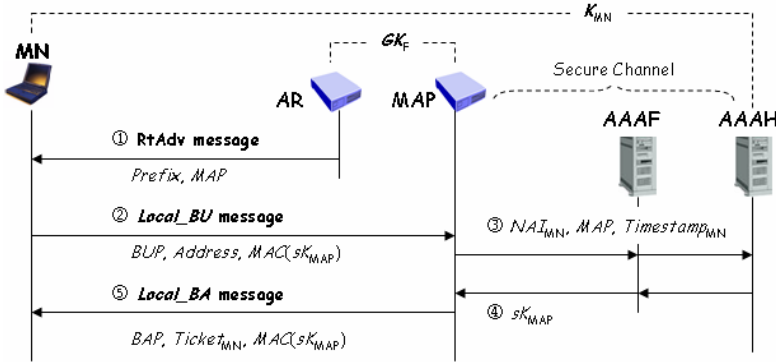 K_MN
GK_F
MN
AR
MAP
Secure Channel
AAAF
AAAH
① RtAdv message
Prefix, MAP
② Local_BU message
BUP, Address, MAC(sK_MAP)
③ NAI_MN, MAP, Timestamp_MN
④ sK_MAP
⑤ Local_BA message
BAP, Ticket_MN, MAC(sK_MAP)